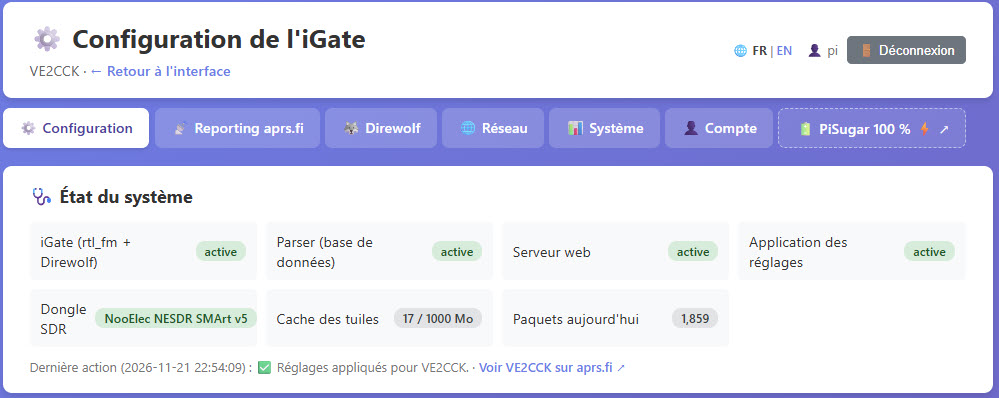 Configuration de l'iGate
VE2CCK · ← Retour à l'interface
FR | EN
pi
Déconnexion
Configuration
Reporting aprs.fi
Direwolf
Réseau
Système
Compte
PiSugar 100 % ↗
État du système
iGate (rtl_fm +
Direwolf)
active
Parser (base de
données)
active
Serveur web
active
Application des
réglages
active
Dongle
SDR
NooElec NESDR SMArt v5
Cache des tuiles
17 / 1000 Mo
Paquets aujourd'hui
1,859
Dernière action (2026-11-21 22:54:09) : ✅ Réglages appliqués pour VE2CCK. · Voir VE2CCK sur aprs.fi ↗